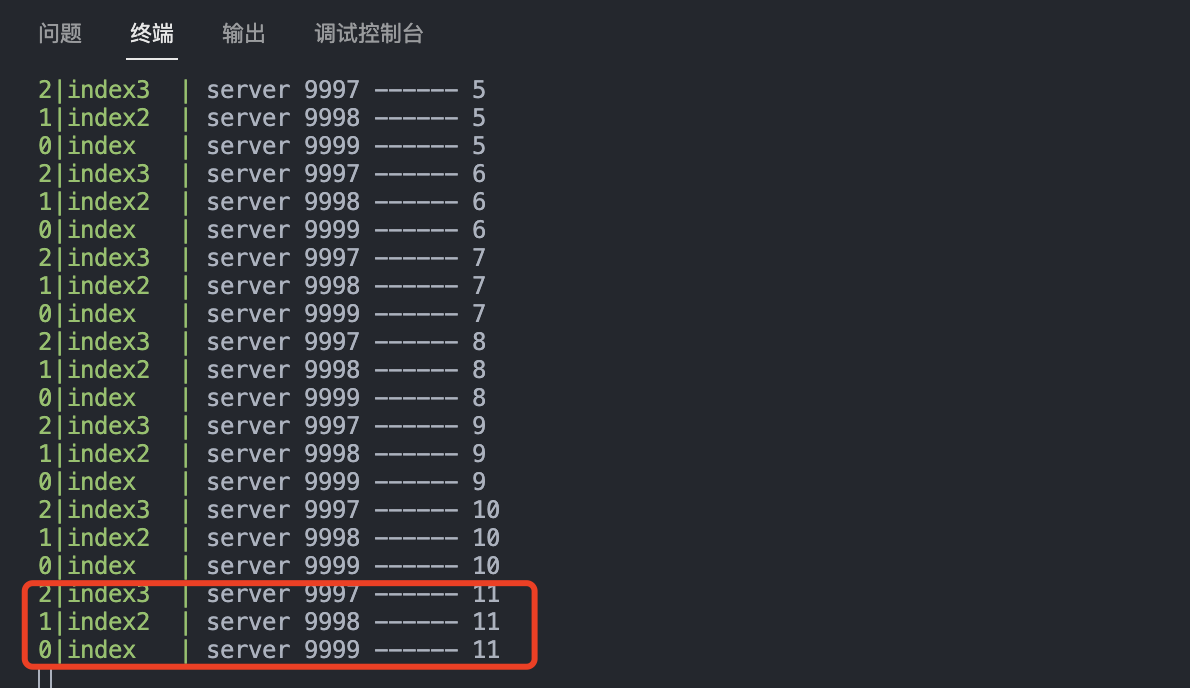 问题 终端 输出 调试控制台
2|index3  | server 9997 —————— 5
1|index2  | server 9998 —————— 5
0|index   | server 9999 —————— 5
2|index3  | server 9997 —————— 6
1|index2  | server 9998 —————— 6
0|index   | server 9999 —————— 6
2|index3  | server 9997 —————— 7
1|index2  | server 9998 —————— 7
0|index   | server 9999 —————— 7
2|index3  | server 9997 —————— 8
1|index2  | server 9998 —————— 8
0|index   | server 9999 —————— 8
2|index3  | server 9997 —————— 9
1|index2  | server 9998 —————— 9
0|index   | server 9999 —————— 9
2|index3  | server 9997 —————— 10
1|index2  | server 9998 —————— 10
0|index   | server 9999 —————— 10
2|index3  | server 9997 —————— 11
1|index2  | server 9998 —————— 11
0|index   | server 9999 —————— 11